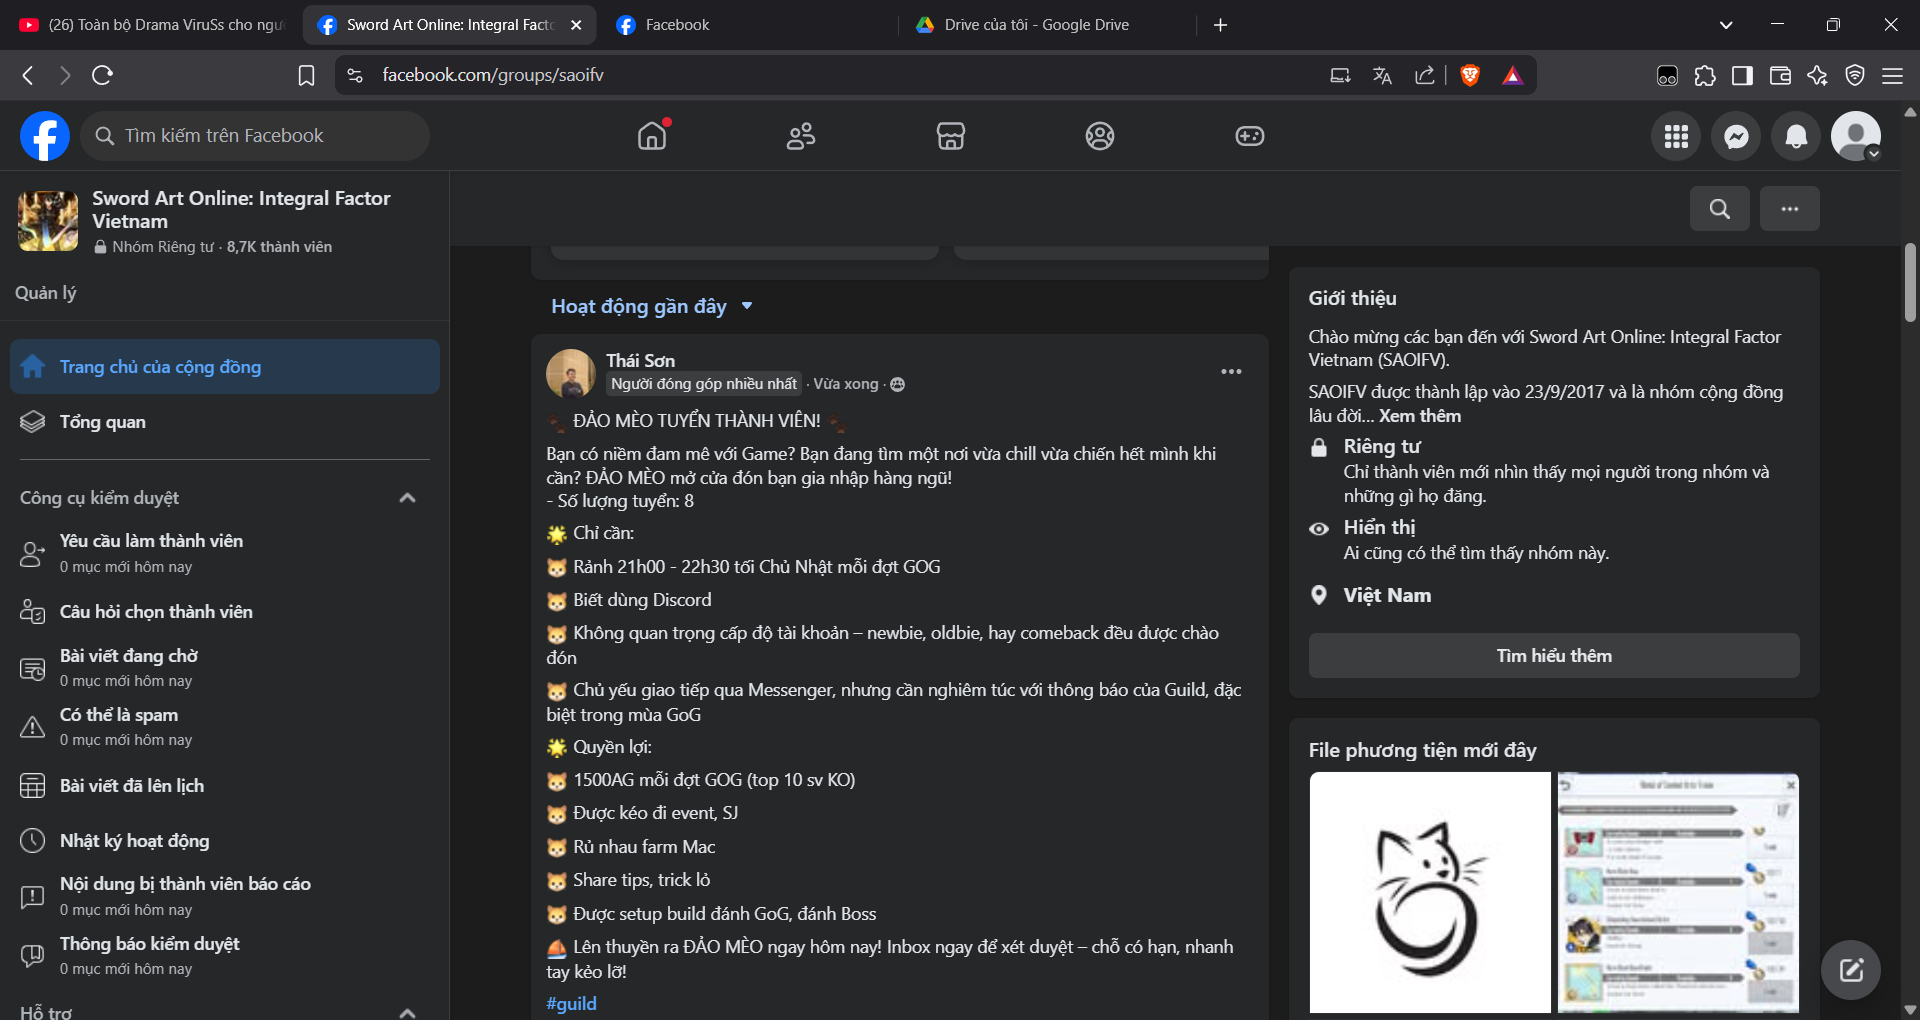 (26) Toàn bộ Drama ViruSs cho ngư
Sword Art Online: Integral Facto
Facebook
Drive của tôi - Google Drive
facebook.com/groups/saoifv
Tìm kiếm trên Facebook
Sword Art Online: Integral Factor
Vietnam
Nhóm Riêng tư · 8,7K thành viên
Quản lý
Trang chủ của cộng đồng
Tổng quan
Công cụ kiểm duyệt
Yêu cầu làm thành viên
0 mục mới hôm nay
Câu hỏi chọn thành viên
Bài viết đang chờ
0 mục mới hôm nay
Có thể là spam
0 mục mới hôm nay
Bài viết đã lên lịch
Nhật ký hoạt động
Nội dung bị thành viên báo cáo
0 mục mới hôm nay
Thông báo kiểm duyệt
0 mục mới hôm nay
Hỗ trợ
Hoạt động gần đây
Thái Sơn
Người đóng góp nhiều nhất · Vừa xong ·
ĐẢO MÈO TUYỂN THÀNH VIÊN!
Bạn có niềm đam mê với Game? Bạn đang tìm một nơi vừa chill vừa chiến hết mình khi
cần? ĐẢO MÈO mở cửa đón bạn gia nhập hàng ngũ!
- Số lượng tuyển: 8
🌟 Chỉ cần:
🐱 Rảnh 21h00 - 22h30 tối Chủ Nhật mỗi đợt GOG
🐱 Biết dùng Discord
🐱 Không quan trọng cấp độ tài khoản – newbie, oldbie, hay comeback đều được chào
đón
🐱 Chủ yếu giao tiếp qua Messenger, nhưng cần nghiêm túc với thông báo của Guild, đặc
biệt trong mùa GoG
🌟 Quyền lợi:
🐱 1500AG mỗi đợt GOG (top 10 sv KO)
🐱 Được kéo đi event, SJ
🐱 Rủ nhau farm Mac
🐱 Share tips, trick lỏ
🐱 Được setup build đánh GoG, đánh Boss
⛵ Lên thuyền ra ĐẢO MÈO ngay hôm nay! Inbox ngay để xét duyệt – chỗ có hạn, nhanh
tay kẻo lỡ!
#guild
Giới thiệu
Chào mừng các bạn đến với Sword Art Online: Integral Factor
Vietnam (SAOIFV).
SAOIFV được thành lập vào 23/9/2017 và là nhóm cộng đồng
lâu đời... Xem thêm
Riêng tư
Chỉ thành viên mới nhìn thấy mọi người trong nhóm và
những gì họ đăng.
Hiển thị
Ai cũng có thể tìm thấy nhóm này.
Việt Nam
Tìm hiểu thêm
File phương tiện mới đây